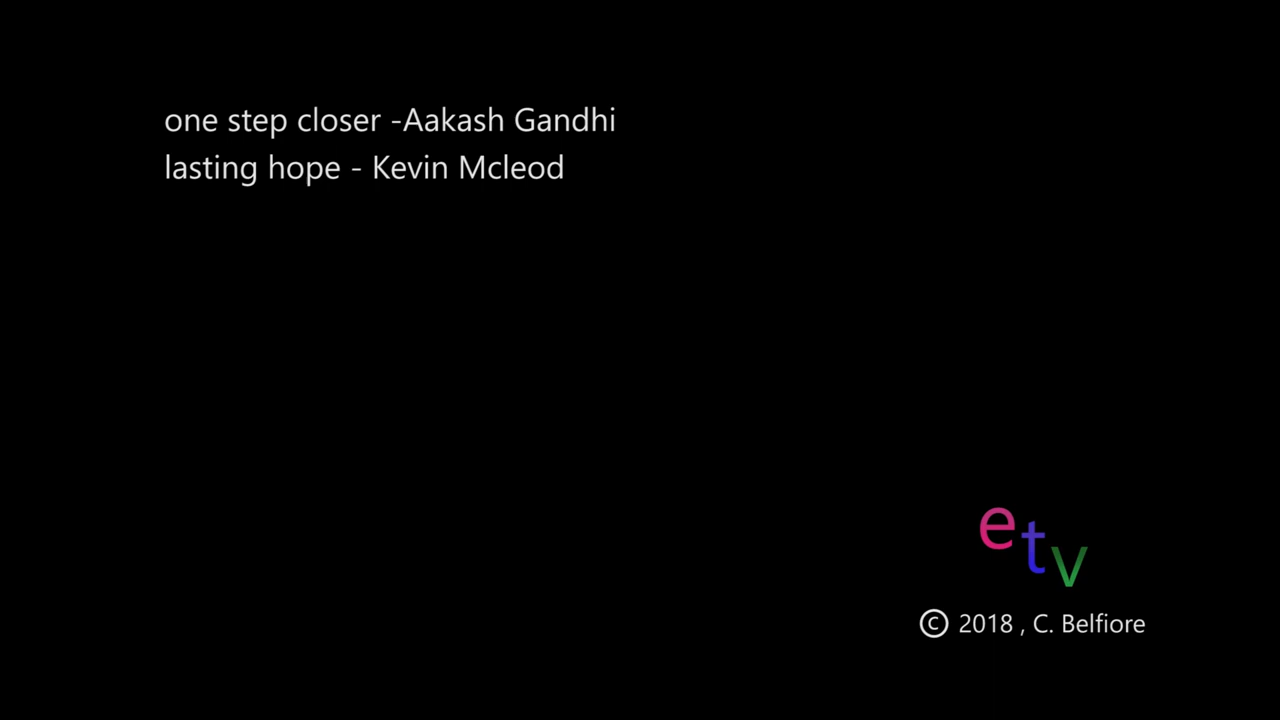 one step closer -Aakash Gandhi
lasting hope - Kevin Mcleod
etv
© 2018 , C. Belfiore